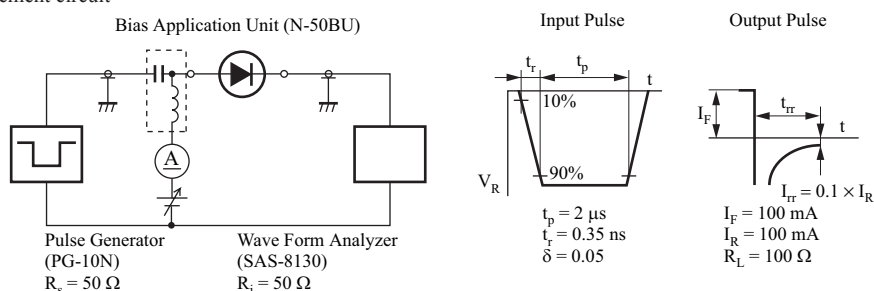 Bias Application Unit (N-50BU)
A
Pulse Generator
(PG-10N)
R_s = 50 Ω
Wave Form Analyzer
(SAS-8130)
R_i = 50 Ω
Input Pulse
t_r
t_p
t
10%
90%
V_R
t_p = 2 μs
t_r = 0.35 ns
δ = 0.05
Output Pulse
I_F
t_rr
t
I_rr = 0.1 × I_R
I_F = 100 mA
I_R = 100 mA
R_L = 100 Ω